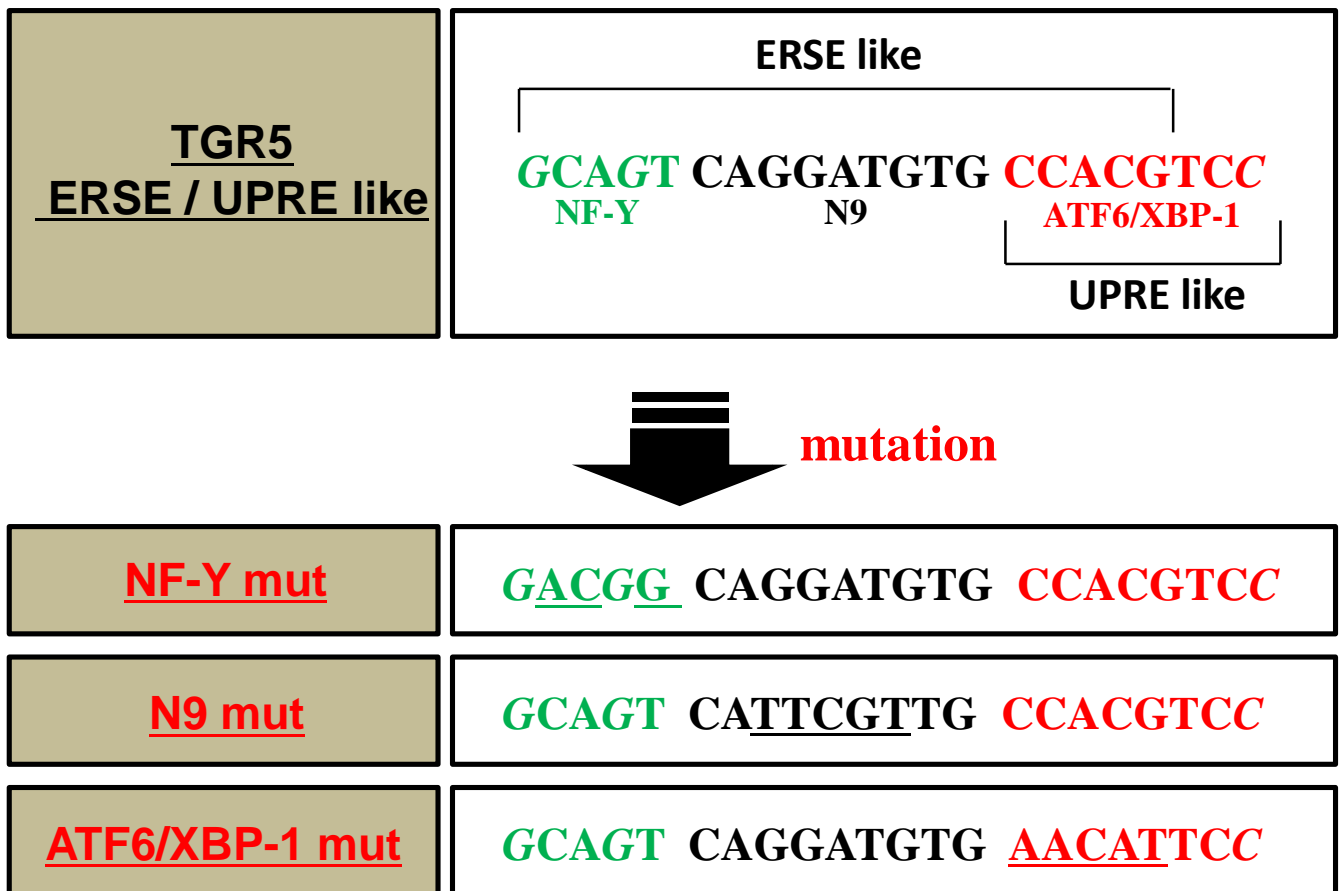 TGR5
ERSE / UPRE like
ERSE like
GCAGT CAGGATGTG CCACGTCC
NF-Y N9 ATF6/XBP-1
UPRE like
mutation
NF-Y mut
GACGG CAGGATGTG CCACGTCC
N9 mut
GCAGT CATTCGTTG CCACGTCC
ATF6/XBP-1 mut
GCAGT CAGGATGTG AACATTCC